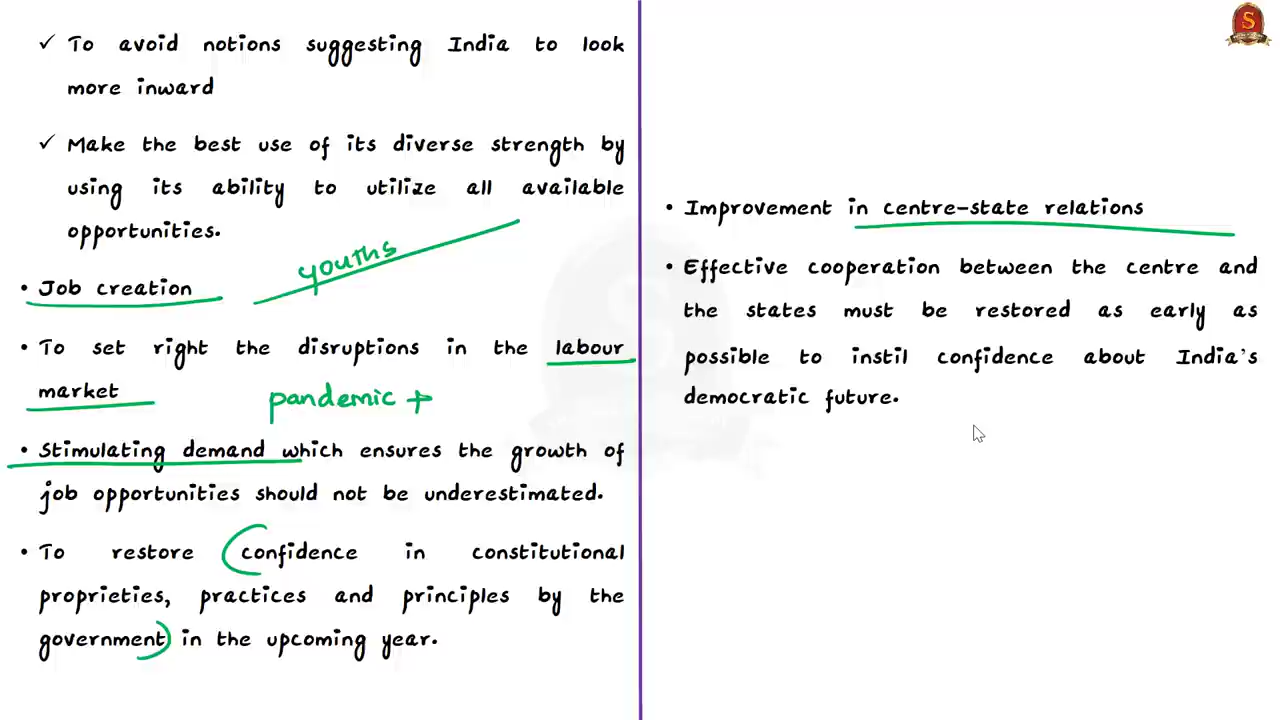 ✓ To avoid notions suggesting India to look
more inward
✓ Make the best use of its diverse strength by
using its ability to utilize all available
opportunities.
youths
• Job creation
• To set right the disruptions in the labour
market
pandemic +
• Stimulating demand which ensures the growth of
job opportunities should not be underestimated.
• To restore (confidence in constitutional
proprieties, practices and principles by the
government) in the upcoming year.
S
• Improvement in centre-state relations
• Effective cooperation between the centre and
the states must be restored as early as
possible to instil confidence about India's
democratic future.